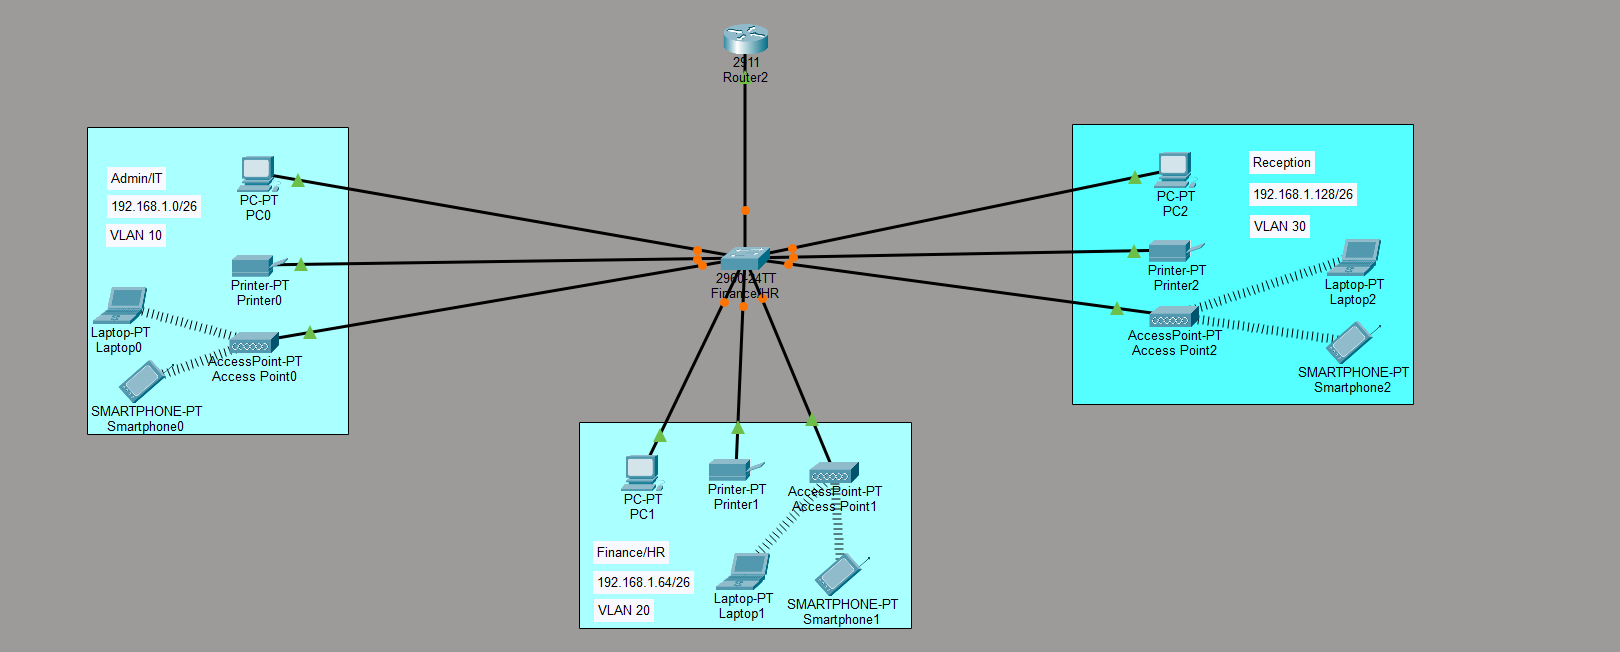 2911
Router2
Admin/IT
192.168.1.0/26
VLAN 10
PC-PT
PC0
Printer-PT
Printer0
Laptop-PT
Laptop0
AccessPoint-PT
Access Point0
SMARTPHONE-PT
Smartphone0
2960-24TT
Finance/HR
Reception
192.168.1.128/26
VLAN 30
PC-PT
PC2
Printer-PT
Printer2
Laptop-PT
Laptop2
AccessPoint-PT
Access Point2
SMARTPHONE-PT
Smartphone2
PC-PT
PC1
Printer-PT
Printer1
AccessPoint-PT
Access Point1
Finance/HR
192.168.1.64/26
VLAN 20
Laptop-PT
Laptop1
SMARTPHONE-PT
Smartphone1